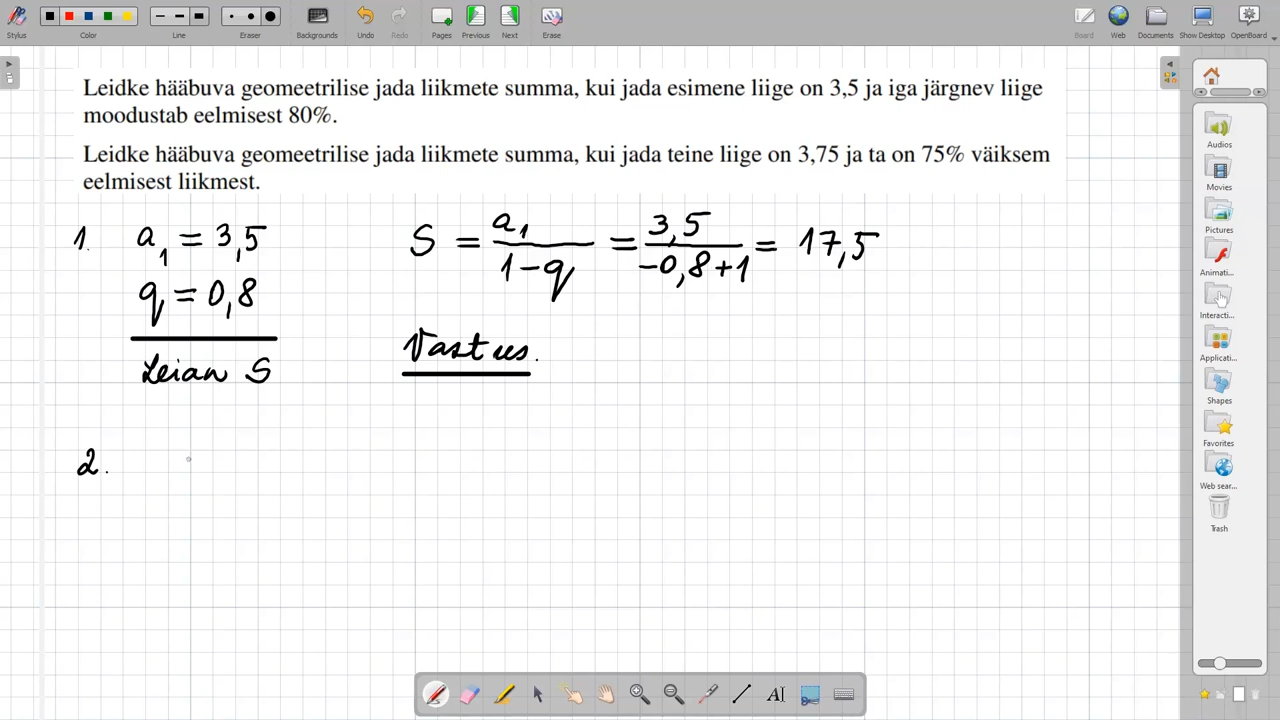 Stylus
Color
Line
Eraser
Backgrounds
Undo
Redo
Pages
Previous
Next
Erase
Board
Web
Documents
Show Desktop
OpenBoard
Leidke hääbuva geomeetrilise jada liikmete summa, kui jada esimene liige on 3,5 ja iga järgnev liige
moodustab eelmisest 80%.
Leidke hääbuva geomeetrilise jada liikmete summa, kui jada teine liige on 3,75 ja ta on 75% väiksem
eelmisest liikmest.
1. a₁ = 3,5
q = 0,8
Leian S
S = a₁ / (1-q) = 3,5 / (-0,8+1) = 17,5
Vastus.
2.
Audios
Movies
Pictures
Animati...
Interacti...
Applicati...
Shapes
Favorites
Web sear...
Trash